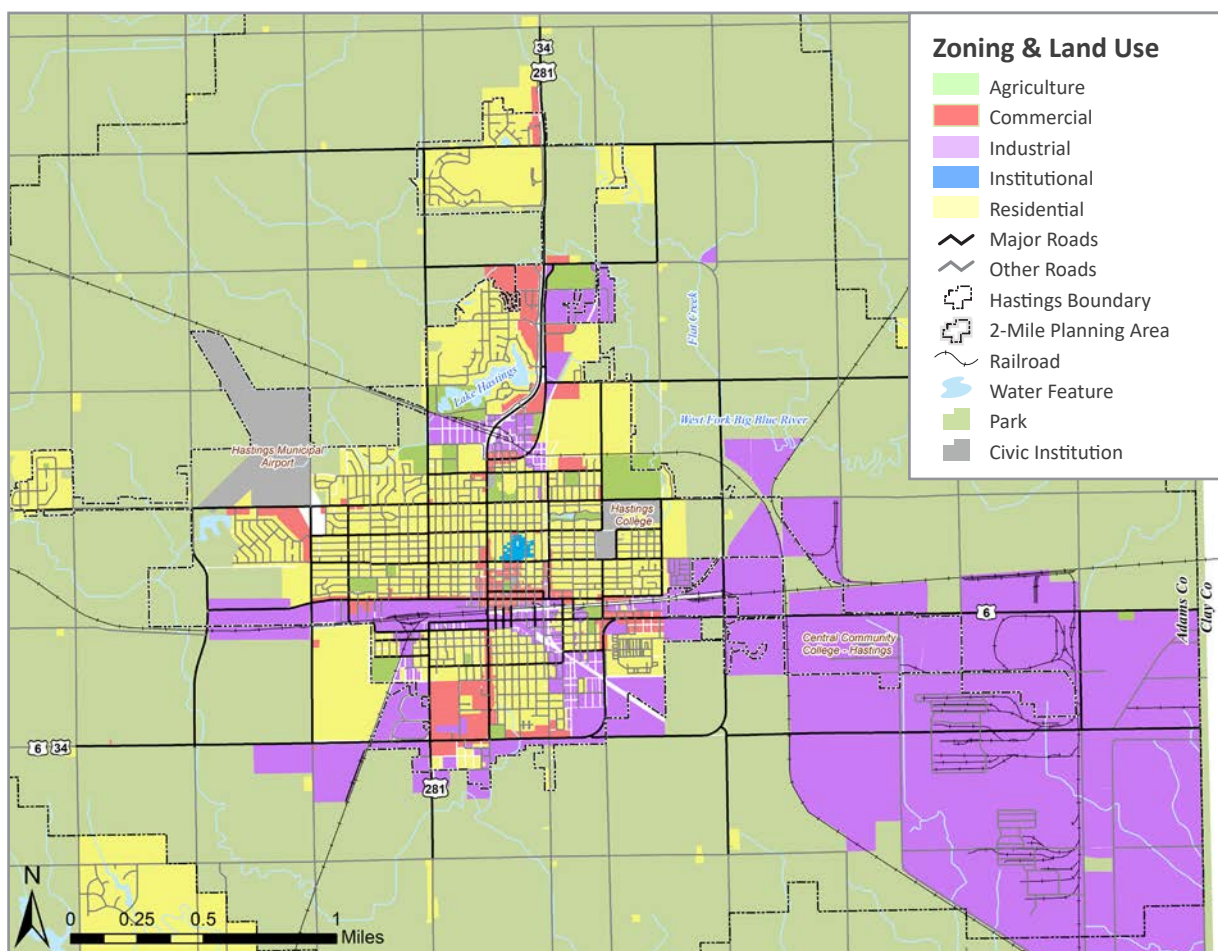 34
281
Zoning & Land Use
Agriculture
Commercial
Industrial
Institutional
Residential
Major Roads
Other Roads
Hastings Boundary
2-Mile Planning Area
Railroad
Water Feature
Park
Civic Institution
Flat Creek
Lake Hastings
West Fork Big Blue River
Hastings Municipal
Airport
Hastings
College
Adams Co
Clay Co
6
Central Community
College - Hastings
6 34
281
N
0 0.25 0.5 1
Miles